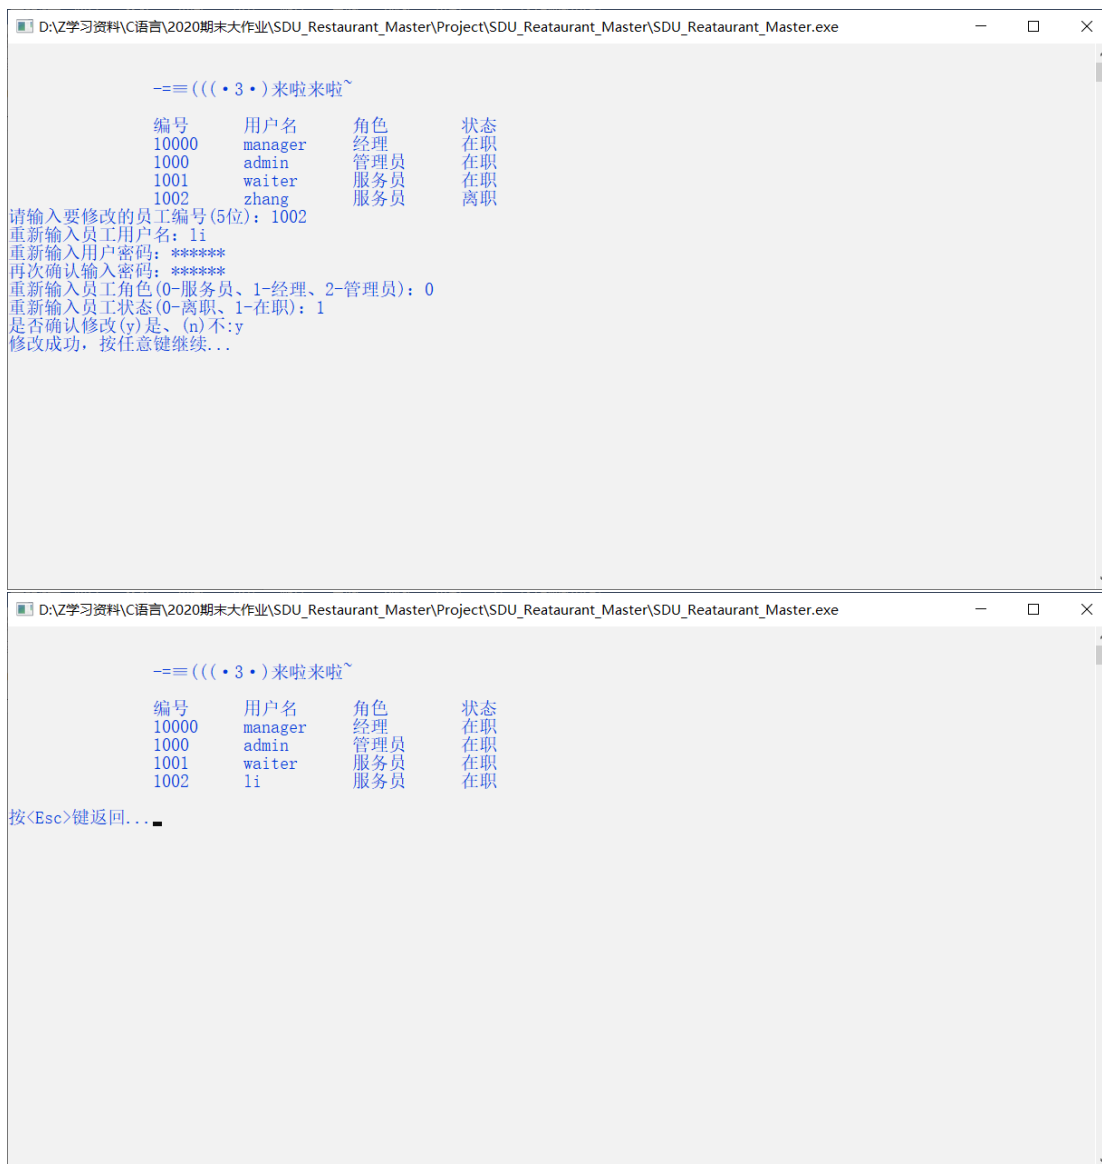 D:\Z学习资料\C语言\2020期末大作业\SDU_Restaurant_Master\Project\SDU_Reataurant_Master\SDU_Reataurant_Master.exe
-=≡(((·3·)来啦来啦~
编号 用户名 角色 状态
10000 manager 经理 在职
1000 admin 管理员 在职
1001 waiter 服务员 在职
1002 zhang 服务员 离职
请输入要修改的员工编号(5位): 1002
重新输入员工用户名: li
重新输入用户密码: ******
再次确认输入密码: ******
重新输入员工角色(0-服务员、1-经理、2-管理员): 0
重新输入员工状态(0-离职、1-在职): 1
是否确认修改(y)是、(n)不:y
修改成功，按任意键继续...
D:\Z学习资料\C语言\2020期末大作业\SDU_Restaurant_Master\Project\SDU_Reataurant_Master\SDU_Reataurant_Master.exe
-=≡(((·3·)来啦来啦~
编号 用户名 角色 状态
10000 manager 经理 在职
1000 admin 管理员 在职
1001 waiter 服务员 在职
1002 li 服务员 在职
按<Esc>键返回...